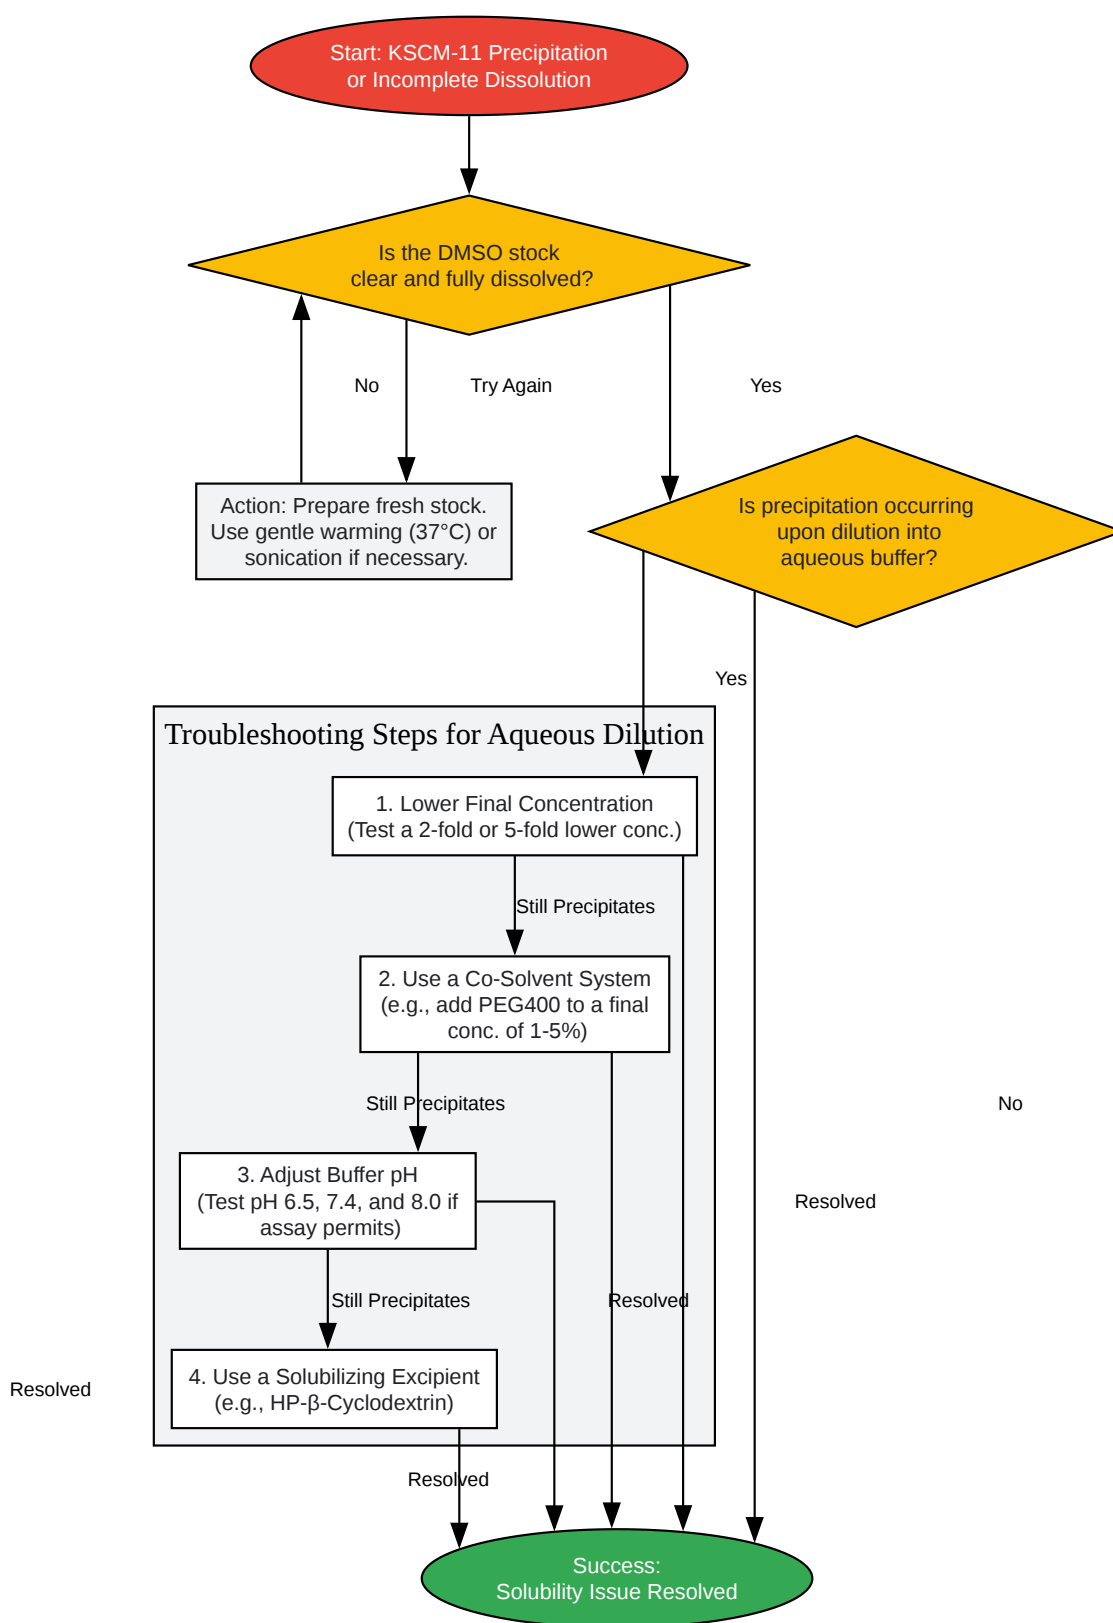 Start: KSCM-11 Precipitation
or Incomplete Dissolution
Is the DMSO stock
clear and fully dissolved?
No
Try Again
Yes
Action: Prepare fresh stock.
Use gentle warming (37°C) or
sonication if necessary.
Is precipitation occurring
upon dilution into
aqueous buffer?
Yes
Troubleshooting Steps for Aqueous Dilution
1. Lower Final Concentration
(Test a 2-fold or 5-fold lower conc.)
Still Precipitates
2. Use a Co-Solvent System
(e.g., add PEG400 to a final
conc. of 1-5%)
Still Precipitates
No
3. Adjust Buffer pH
(Test pH 6.5, 7.4, and 8.0 if
assay permits)
Resolved
Still Precipitates
Resolved
4. Use a Solubilizing Excipient
(e.g., HP-β-Cyclodextrin)
Resolved
Resolved
Success:
Solubility Issue Resolved